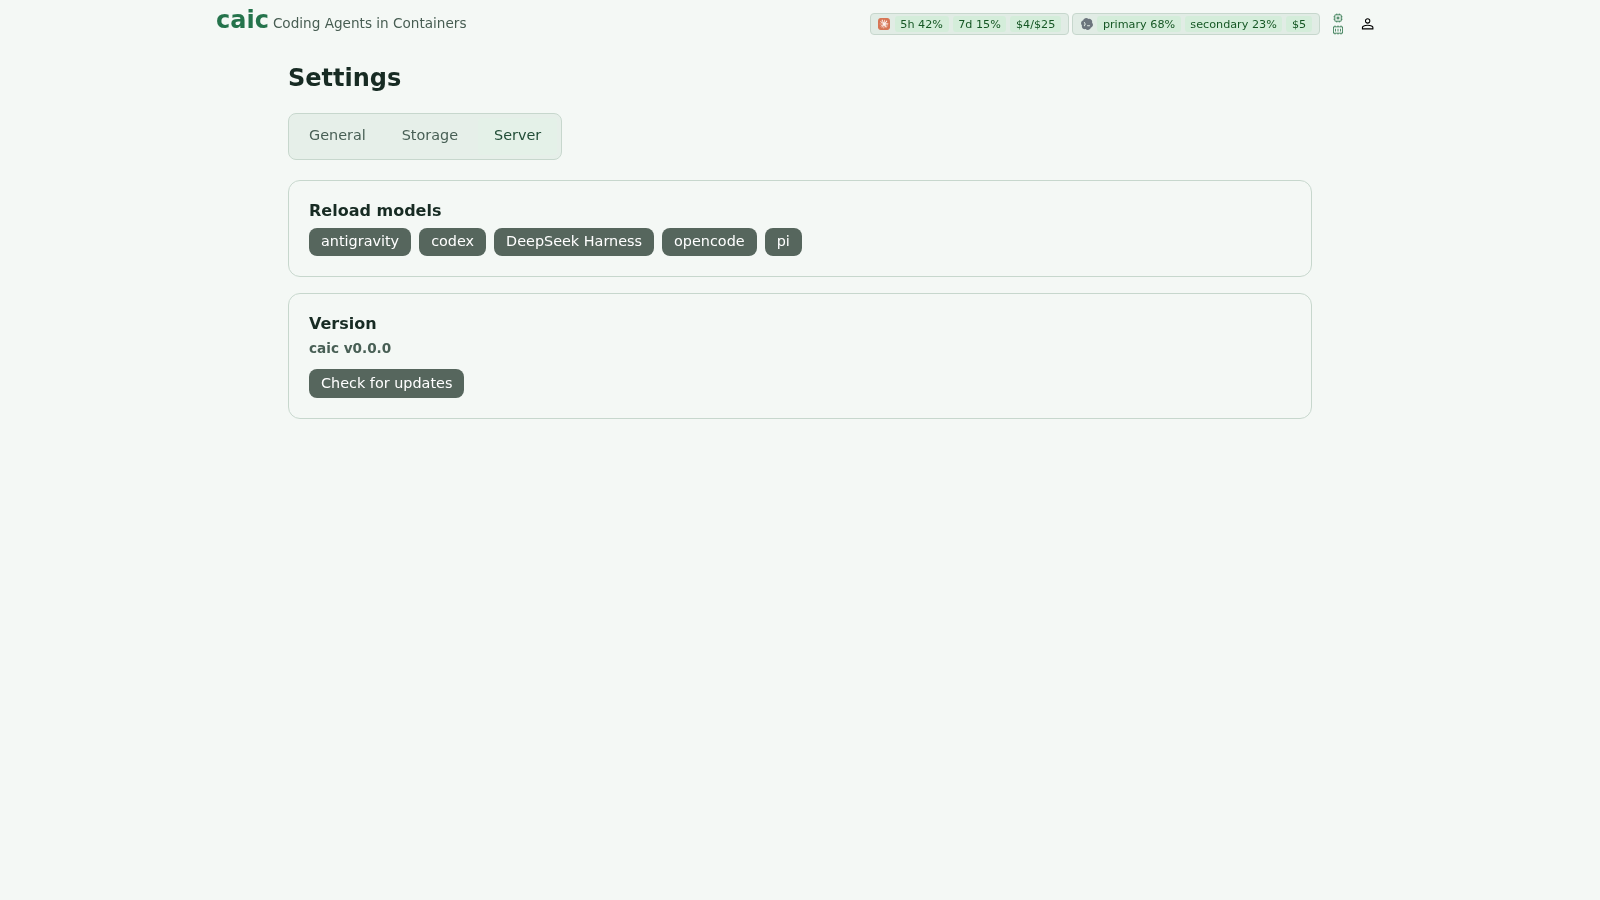 caic Coding Agents in Containers
5h 42% 7d 15% $4/$25 primary 68% secondary 23% $5
Settings
General Storage Server
Reload models
antigravity codex DeepSeek Harness opencode pi
Version
caic v0.0.0
Check for updates